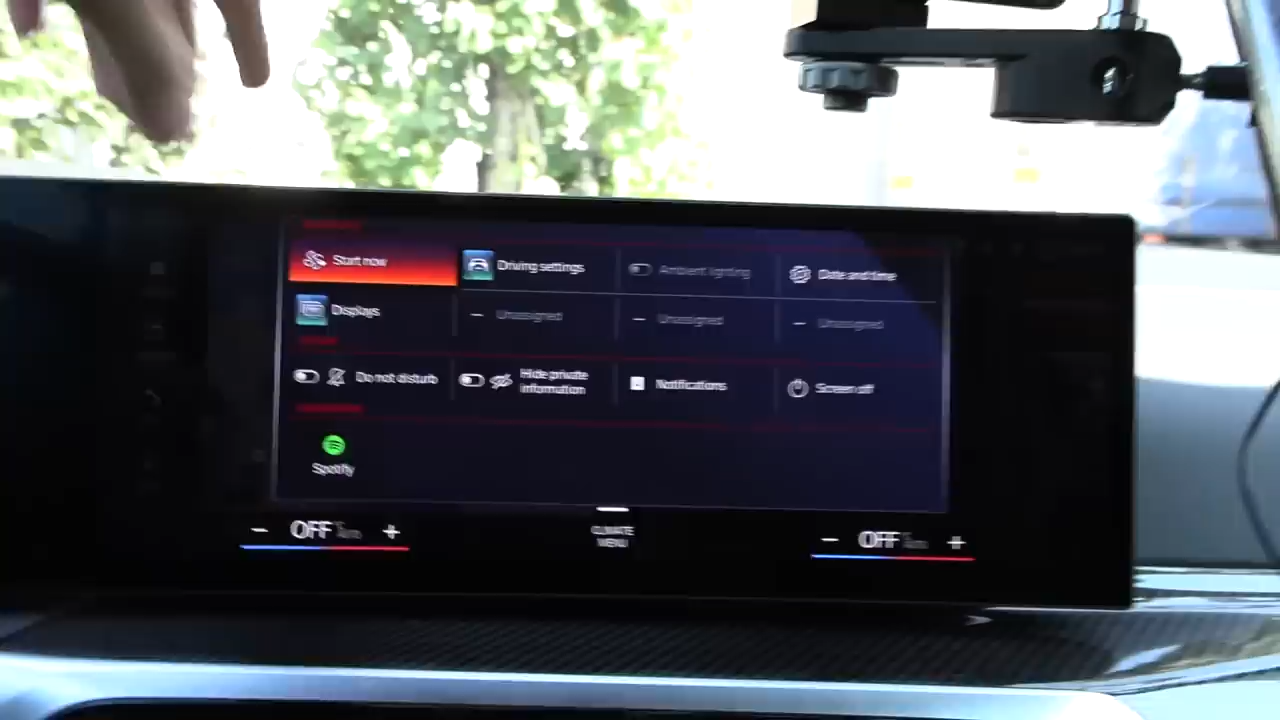 Start now
Driving settings
Ambient lighting
Date and time
Displays
Unassigned
Unassigned
Unassigned
Do not disturb
Hide private
information
Notifications
Screen off
Spotify
- OFF +
CLIMATE
MENU
- OFF +